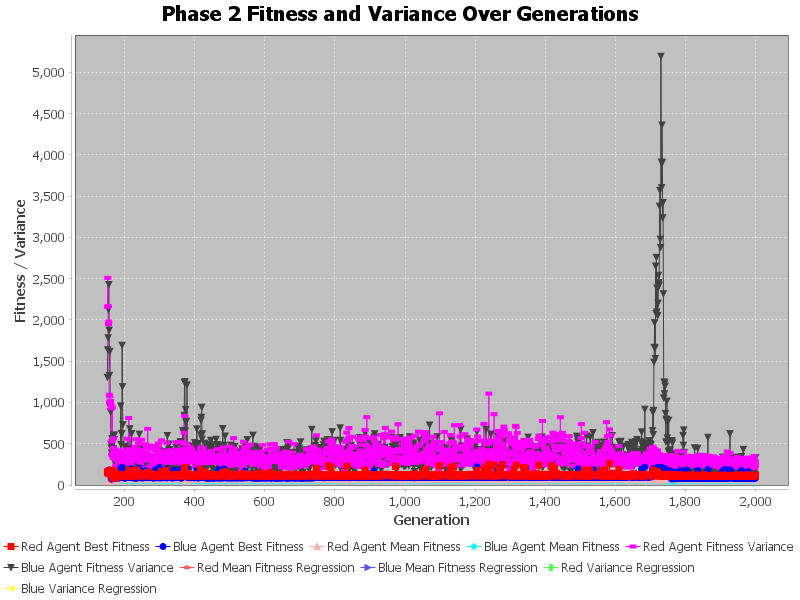 Phase 2 Fitness and Variance Over Generations
5,000
4,500
4,000
3,500
3,000
2,500
2,000
1,500
1,000
500
0
Fitness / Variance
200 400 600 800 1,000 1,200 1,400 1,600 1,800 2,000
Generation
Red Agent Best Fitness Blue Agent Best Fitness Red Agent Mean Fitness Blue Agent Mean Fitness Red Agent Fitness Variance
Blue Agent Fitness Variance Red Mean Fitness Regression Blue Mean Fitness Regression Red Variance Regression
Blue Variance Regression